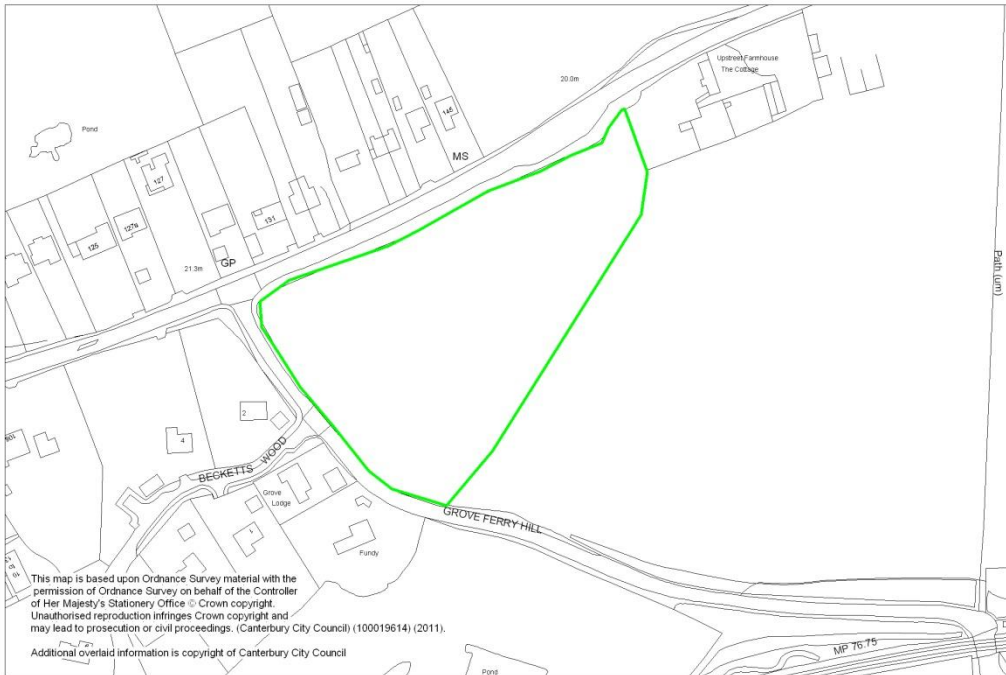 Upstreet Farmhouse
The Cottage
20.0m
145
MS
Pond
127
127a
131
125
21.3m
GP
Path (um)
2
4
BECKETTS WOOD
Grove
Lodge
Fundy
GROVE FERRY HILL
This map is based upon Ordnance Survey material with the
permission of Ordnance Survey on behalf of the Controller
of Her Majesty's Stationery Office © Crown copyright.
Unauthorised reproduction infringes Crown copyright and
may lead to prosecution or civil proceedings. (Canterbury City Council) (100019614) (2011).
Additional overlaid information is copyright of Canterbury City Council
MP 76.75
Pond